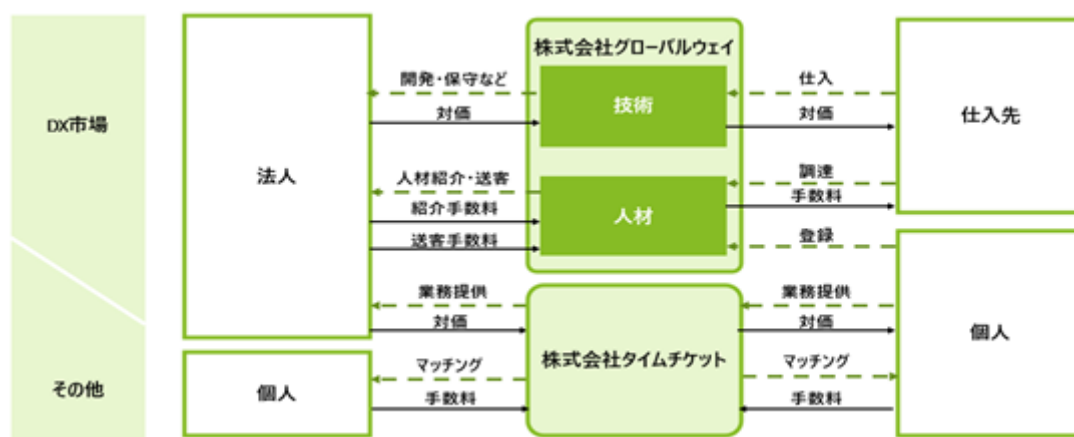 株式会社グローバルウェイ
開発・保守など
仕入
技術
対価
対価
DX市場
仕入先
法人
人材紹介・送客
調達
手数料
紹介手数料
人材
送客手数料
登録
業務提供
業務提供
対価
対価
個人
株式会社タイムチケット
マッチング
マッチング
その他
個人
手数料
手数料